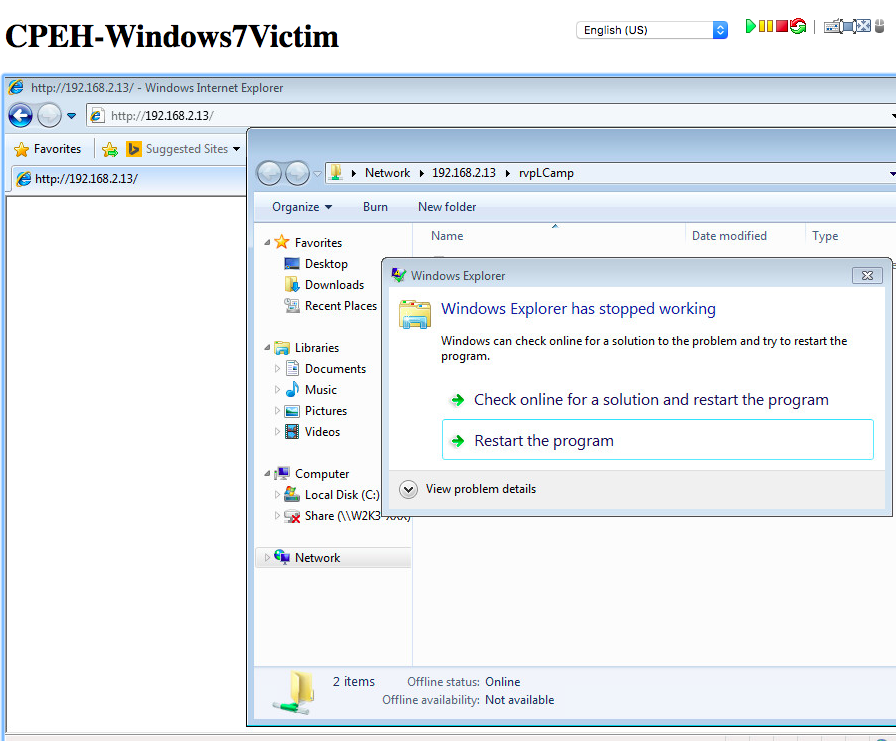 CPEH-Windows7Victim
English (US)
http://192.168.2.13/ - Windows Internet Explorer
http://192.168.2.13/
Favorites
Suggested Sites
http://192.168.2.13/
Network
192.168.2.13
rvpLCamp
Organize
Burn
New folder
Name
Date modified
Type
Favorites
Desktop
Downloads
Recent Places
Libraries
Documents
Music
Pictures
Videos
Computer
Local Disk (C:)
Share (\\W2K3-XXX)
Network
Windows Explorer
Windows Explorer has stopped working
Windows can check online for a solution to the problem and try to restart the
program.
Check online for a solution and restart the program
Restart the program
View problem details
2 items
Offline status: Online
Offline availability: Not available